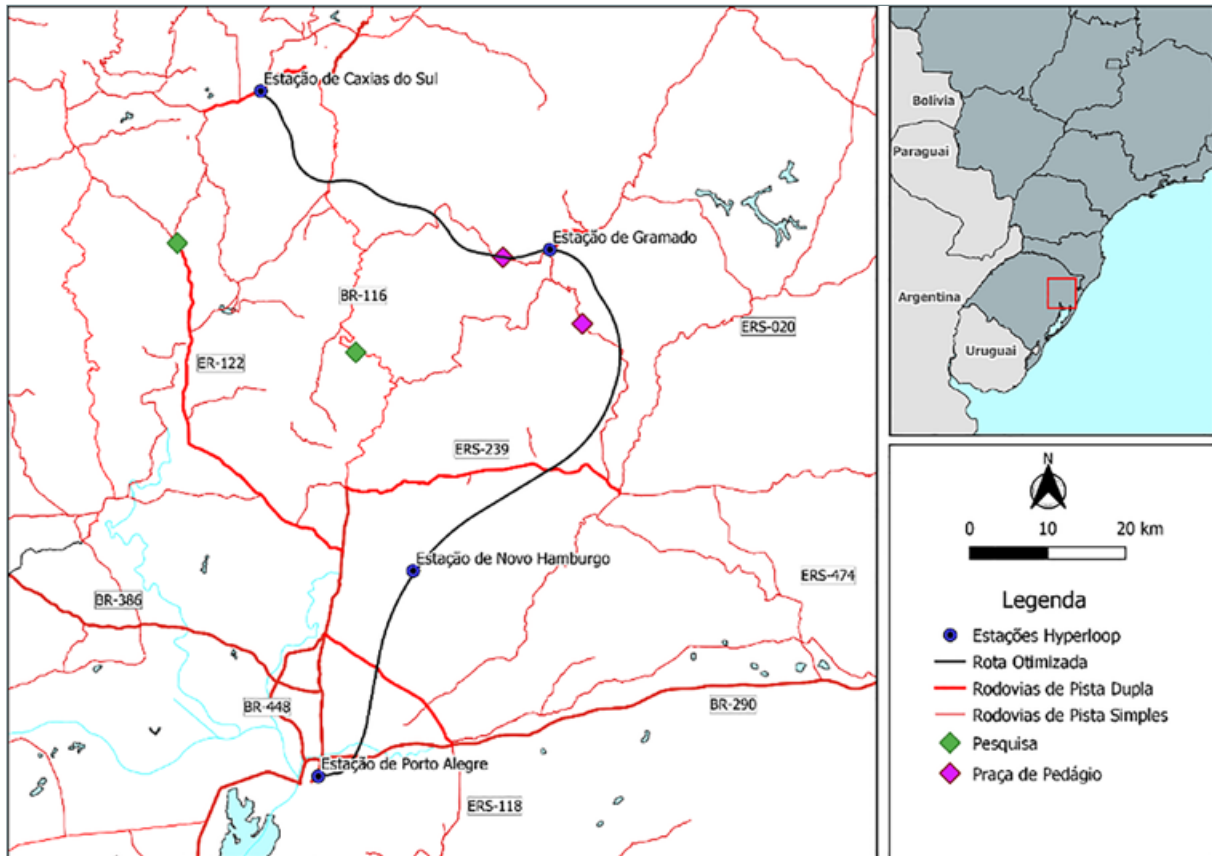 Estação de Caxias do Sul
Estação de Gramado
BR-116
ERS-020
ER-122
ERS-239
Estação de Novo Hamburgo
ERS-474
BR-386
BR-448
BR-290
Estação de Porto Alegre
ERS-118
Bolívia
Paraguai
Argentina
Uruguai
N
0 10 20 km
Legenda
Estações Hyperloop
Rota Otimizada
Rodovias de Pista Dupla
Rodovias de Pista Simples
Pesquisa
Praça de Pedágio